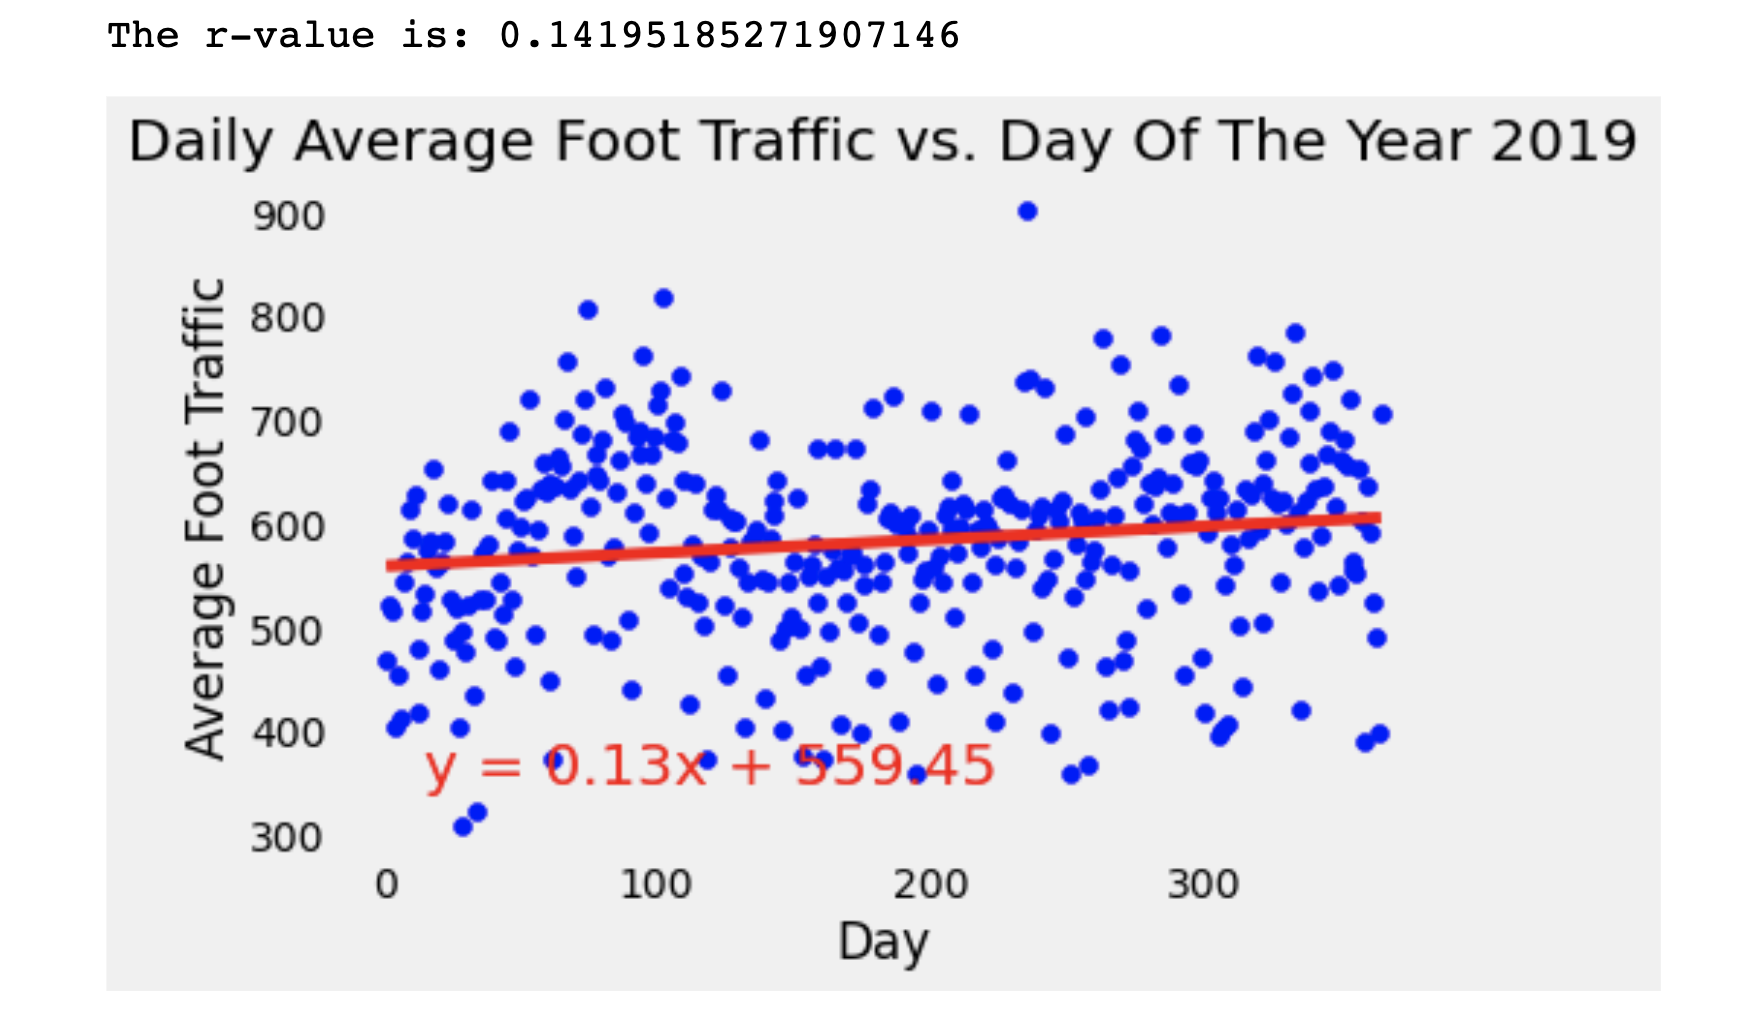 The r-value is: 0.14195185271907146
Daily Average Foot Traffic vs. Day Of The Year 2019
Average Foot Traffic
900
800
700
600
500
400
300
y = 0.13x + 559.45
0 100 200 300
Day